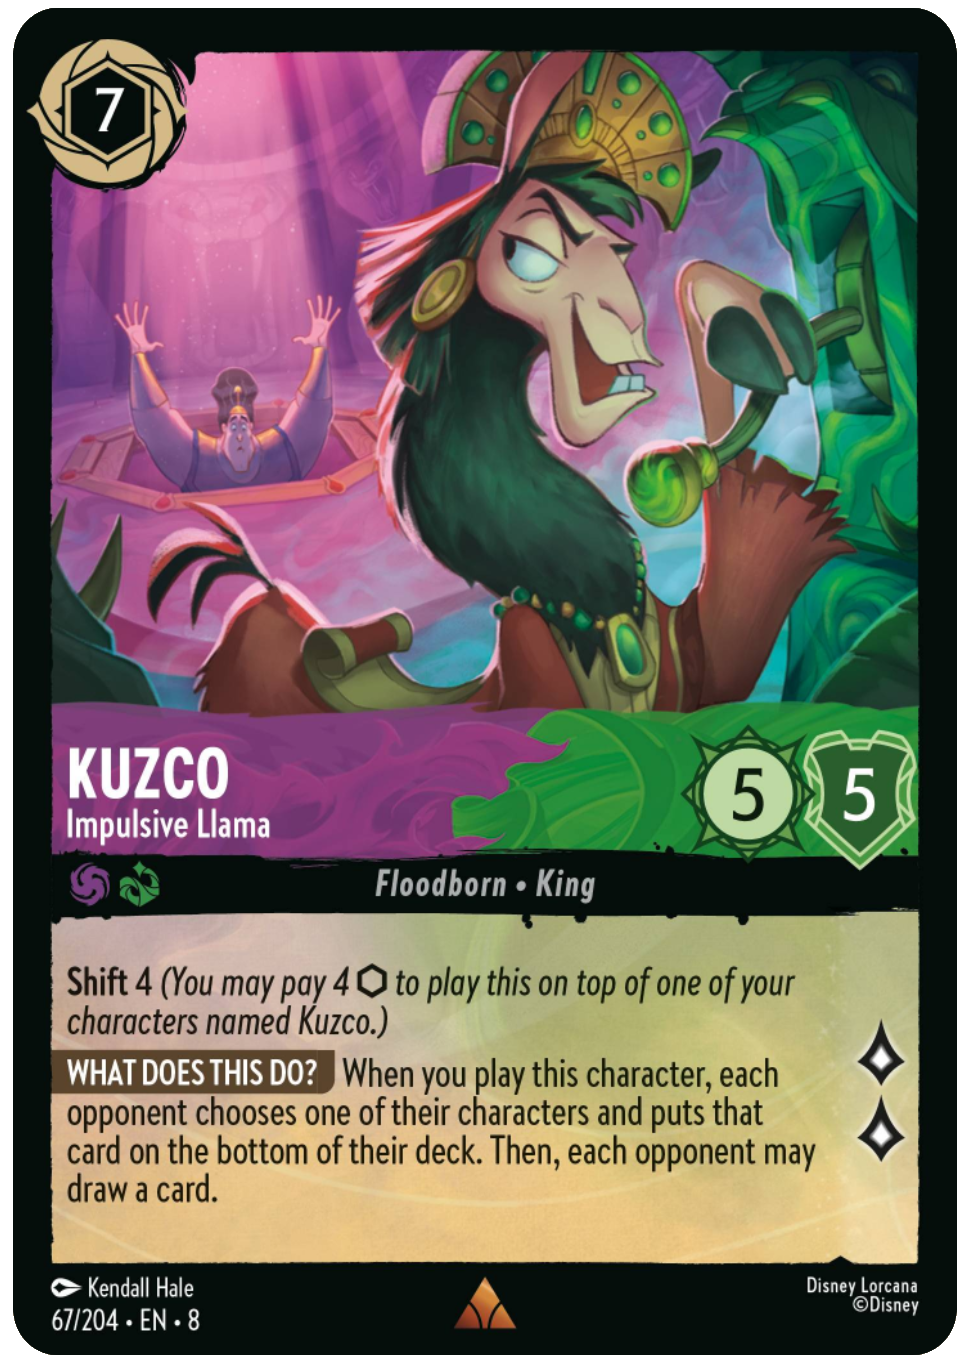 7
KUZCO
Impulsive Llama
5
5
Floodborn • King
Shift 4 (You may pay 4 ⬡ to play this on top of one of your
characters named Kuzco.)
WHAT DOES THIS DO? When you play this character, each
opponent chooses one of their characters and puts that
card on the bottom of their deck. Then, each opponent may
draw a card.
Kendall Hale
67/204 • EN • 8
Disney Lorcana
©Disney